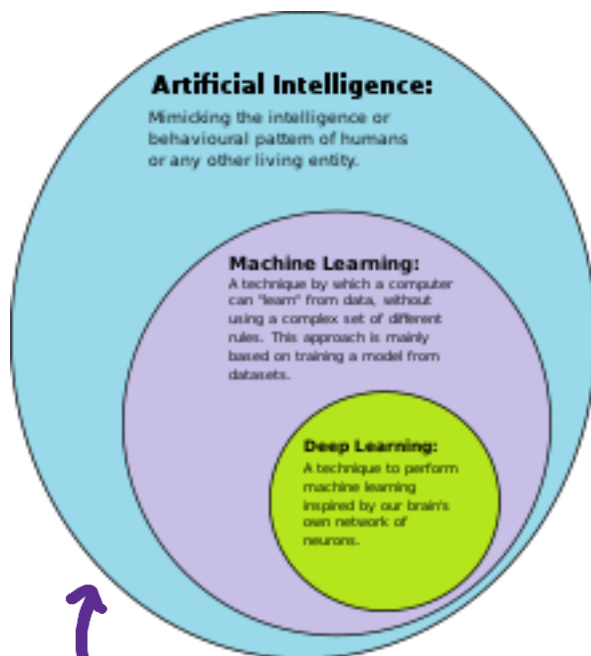 Artificial Intelligence:
Mimicking the intelligence or
behavioural pattern of humans
or any other living entity.
Machine Learning:
A technique by which a computer
can "learn" from data, without
using a complex set of different
rules. This approach is mainly
based on training a model from
datasets.
Deep Learning:
A technique to perform
machine learning
inspired by our brain's
own network of
neurons.